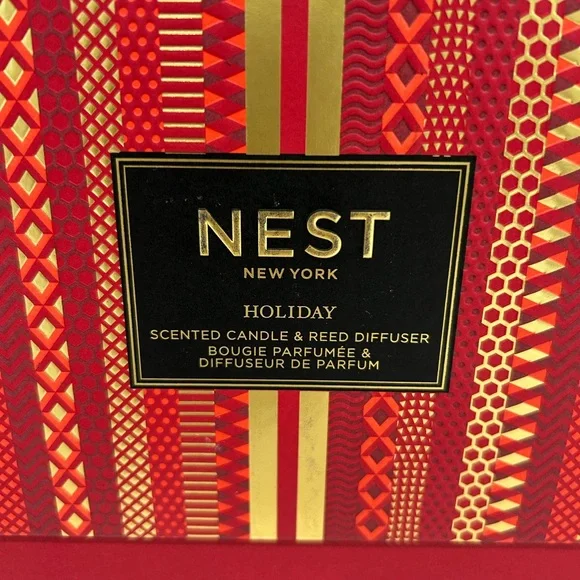 NEST
NEW YORK
HOLIDAY
SCENTED CANDLE & REED DIFFUSER
BOUGIE PARFUMÉE &
DIFFUSEUR DE PARFUM